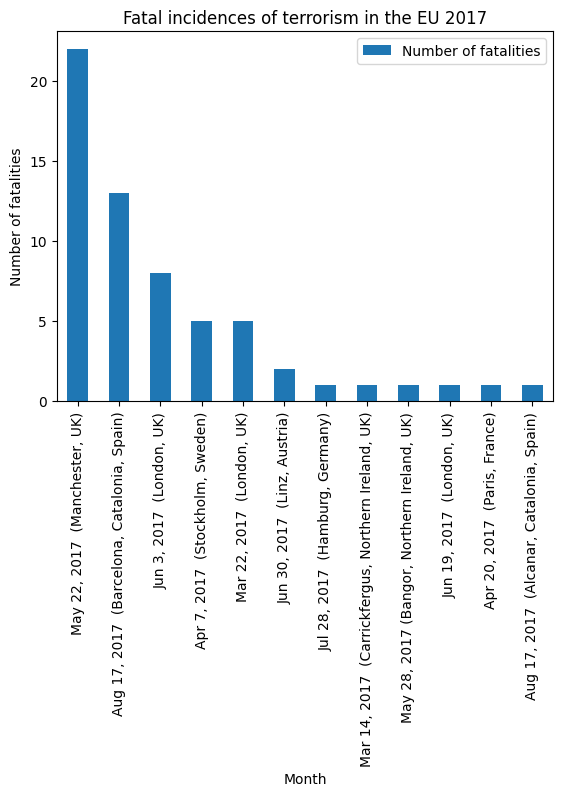 Fatal incidences of terrorism in the EU 2017
Number of fatalities
Number of fatalities
20
15
10
5
0
May 22, 2017  (Manchester, UK)
Aug 17, 2017  (Barcelona, Catalonia, Spain)
Jun 3, 2017  (London, UK)
Apr 7, 2017  (Stockholm, Sweden)
Mar 22, 2017  (London, UK)
Jun 30, 2017  (Linz, Austria)
Jul 28, 2017  (Hamburg, Germany)
Mar 14, 2017  (Carrickfergus, Northern Ireland, UK)
May 28, 2017 (Bangor, Northern Ireland, UK)
Jun 19, 2017  (London, UK)
Apr 20, 2017  (Paris, France)
Aug 17, 2017  (Alcanar, Catalonia, Spain)
Month